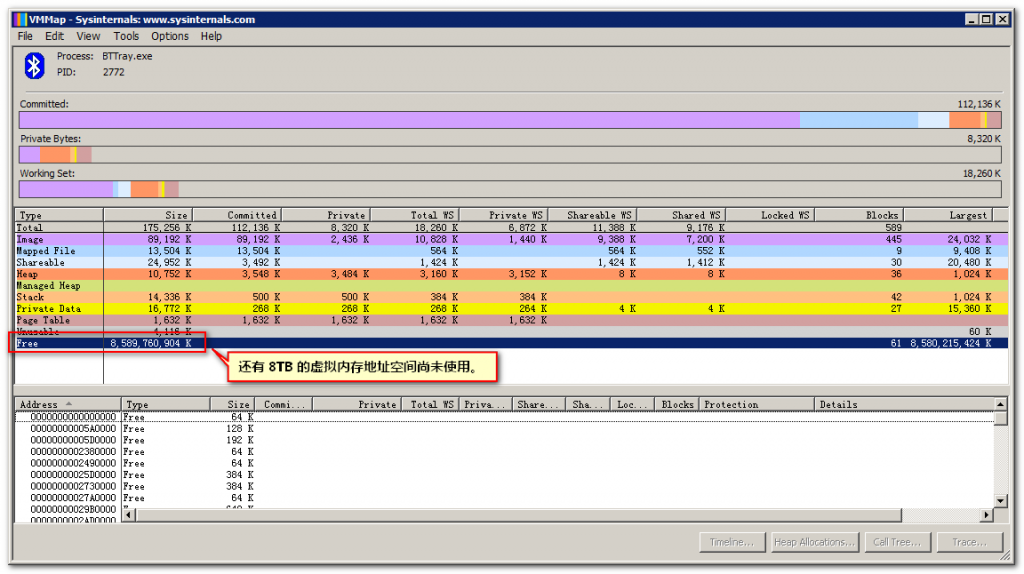 VMMap - Sysinternals: www.sysinternals.com
File Edit View Tools Options Help
Process: BTTray.exe
PID: 2772
Committed: 112,136 K
Private Bytes: 8,320 K
Working Set: 18,260 K
Type Size Committed Private Total WS Private WS Shareable WS Shared WS Locked WS Blocks Largest
Total 175,256 K 112,136 K 8,320 K 18,260 K 6,872 K 11,388 K 9,176 K 589
Image 89,192 K 89,192 K 2,436 K 10,828 K 1,440 K 9,388 K 7,200 K 445 24,032 K
Mapped File 13,504 K 13,504 K 564 K 564 K 552 K 9 9,408 K
Shareable 24,952 K 3,492 K 1,424 K 1,424 K 1,412 K 30 20,480 K
Heap 10,752 K 3,548 K 3,484 K 3,160 K 3,152 K 8 K 8 K 36 1,024 K
Managed Heap
Stack 14,336 K 500 K 500 K 384 K 384 K 42 1,024 K
Private Data 16,772 K 268 K 268 K 268 K 264 K 4 K 4 K 27 15,360 K
Page Table 1,632 K 1,632 K 1,632 K 1,632 K 1,632 K
Unusable 4,116 K 60 K
Free 8,589,760,904 K 61 8,580,215,424 K
还有 8TB 的虚拟内存地址空间尚未使用。
Address Type Size Commi... Private Total WS Priva... Share... Sha... Loc... Blocks Protection Details
0000000000000000 Free 64 K
00000000005A0000 Free 128 K
00000000005D0000 Free 192 K
0000000002380000 Free 64 K
0000000002490000 Free 64 K
00000000025D0000 Free 384 K
0000000002730000 Free 384 K
00000000027A0000 Free 64 K
00000000029B0000
0000000002AD0000
Timeline... Heap Allocations... Call Tree... Trace...